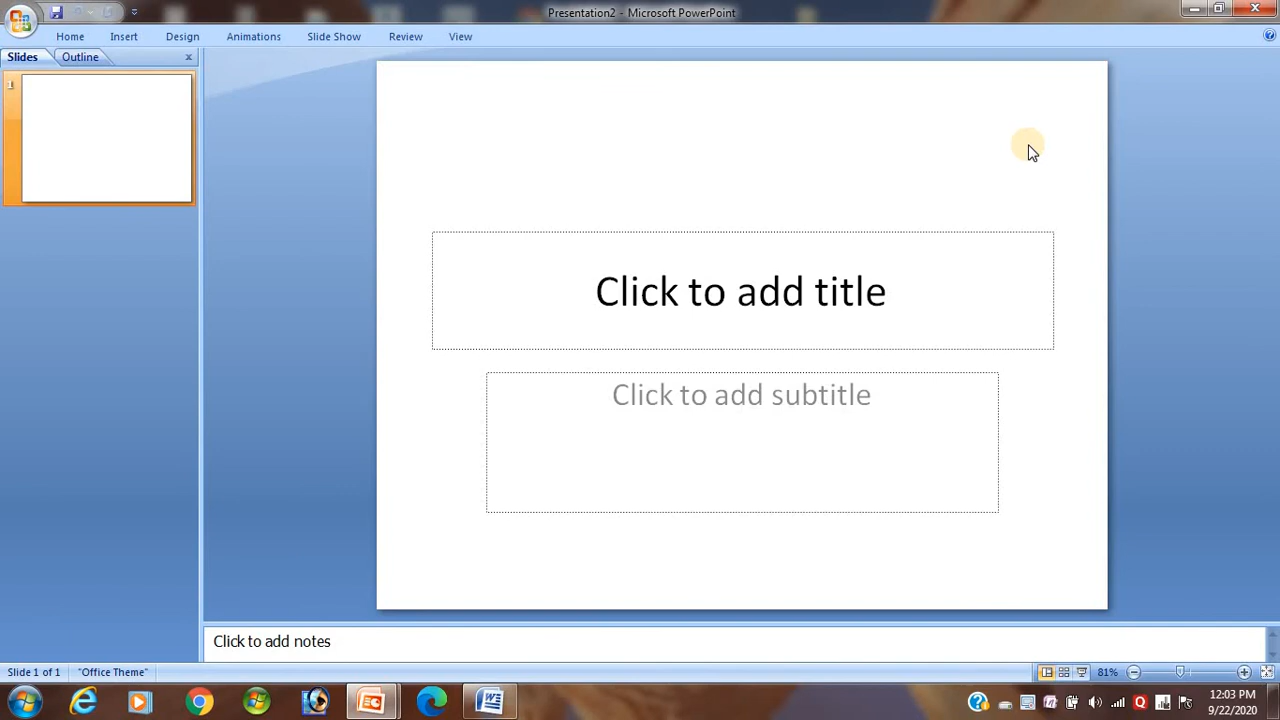 Presentation2 - Microsoft PowerPoint
Home Insert Design Animations Slide Show Review View
Slides Outline x
1
Click to add title
Click to add subtitle
Click to add notes
Slide 1 of 1 "Office Theme" 81%
12:03 PM
9/22/2020